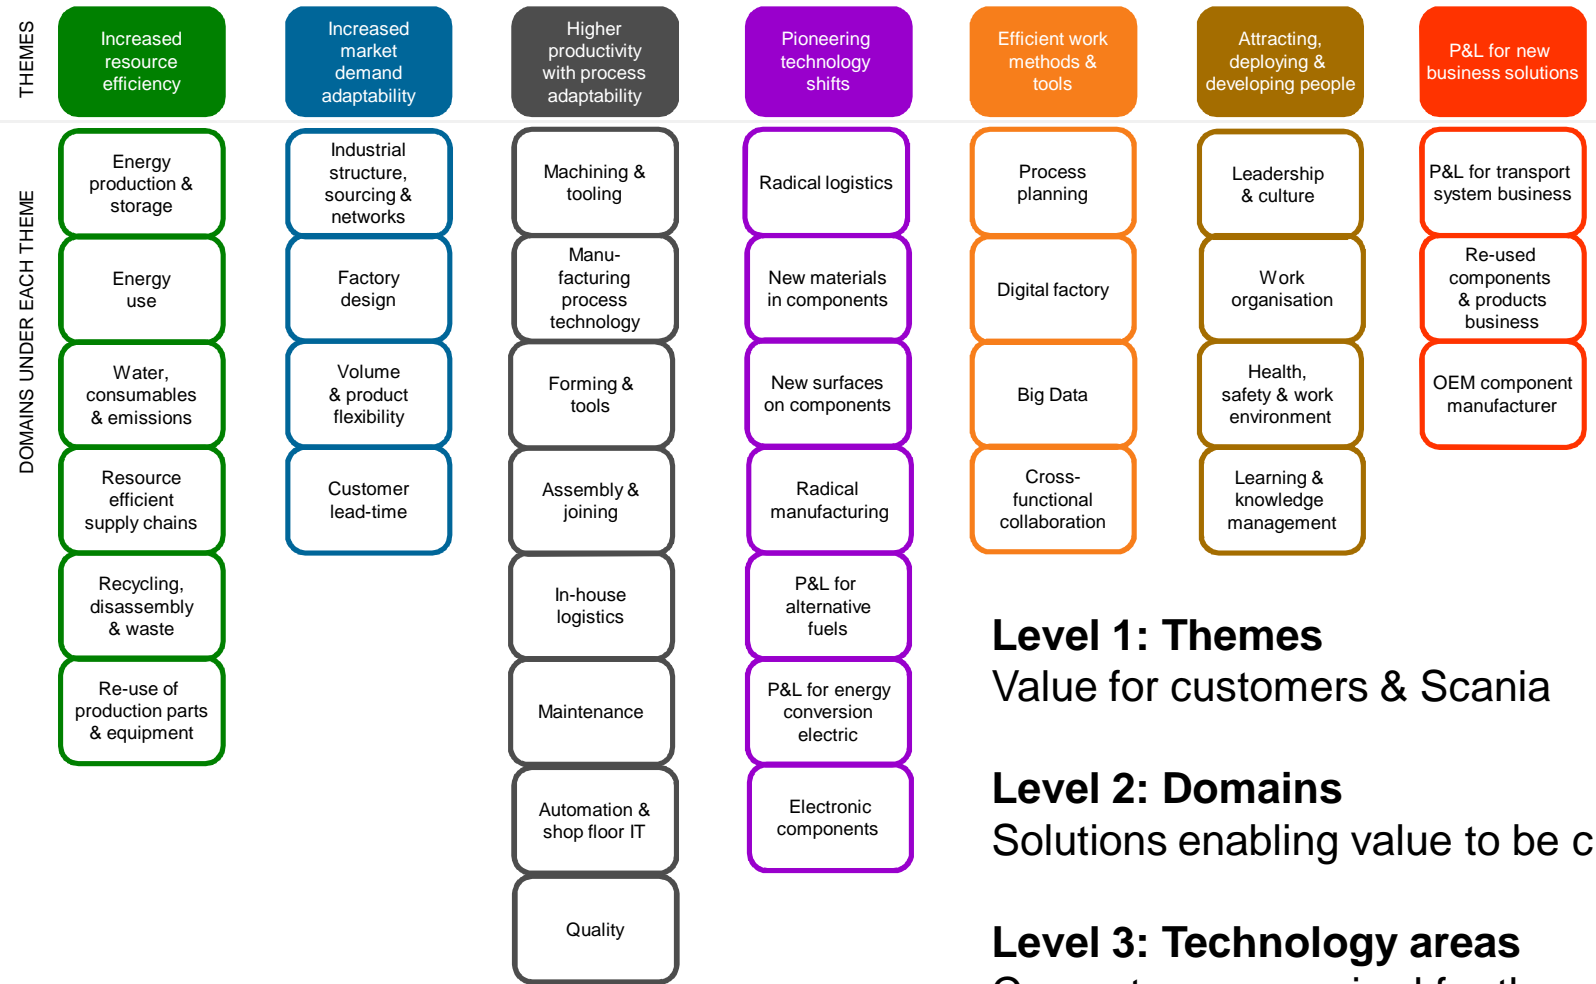 THEMES
Increased
resource
efficiency
Increased
market
demand
adaptability
Higher
productivity
with process
adaptability
Pioneering
technology
shifts
Efficient work
methods &
tools
Attracting,
deploying &
developing people
P&L for new
business solutions
DOMAINS UNDER EACH THEME
Energy
production &
storage
Energy
use
Water,
consumables
& emissions
Resource
efficient
supply chains
Recycling,
disassembly
& waste
Re-use of
production parts
& equipment
Industrial
structure,
sourcing &
networks
Factory
design
Volume
& product
flexibility
Customer
lead-time
Machining &
tooling
Manu-
facturing
process
technology
Forming &
tools
Assembly &
joining
In-house
logistics
Maintenance
Automation &
shop floor IT
Quality
Radical logistics
New materials
in components
New surfaces
on components
Radical
manufacturing
P&L for
alternative
fuels
P&L for energy
conversion
electric
Electronic
components
Process
planning
Digital factory
Big Data
Cross-
functional
collaboration
Leadership
& culture
Work
organisation
Health,
safety & work
environment
Learning &
knowledge
management
P&L for transport
system business
Re-used
components
& products
business
OEM component
manufacturer
Level 1: Themes
Value for customers & Scania
Level 2: Domains
Solutions enabling value to be c
Level 3: Technology areas